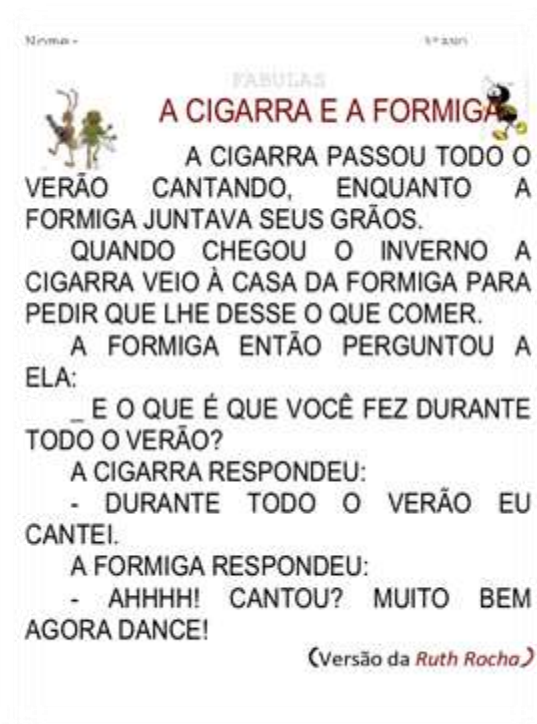 Nome -
FABULAS
A CIGARRA E A FORMIGA
A CIGARRA PASSOU TODO O
VERÃO CANTANDO, ENQUANTO A
FORMIGA JUNTAVA SEUS GRÃOS.
QUANDO CHEGOU O INVERNO A
CIGARRA VEIO À CASA DA FORMIGA PARA
PEDIR QUE LHE DESSE O QUE COMER.
A FORMIGA ENTÃO PERGUNTOU A
ELA:
_ E O QUE É QUE VOCÊ FEZ DURANTE
TODO O VERÃO?
A CIGARRA RESPONDEU:
- DURANTE TODO O VERÃO EU
CANTEI.
A FORMIGA RESPONDEU:
- AHHHH! CANTOU? MUITO BEM
AGORA DANCE!
(Versão da Ruth Rocha)